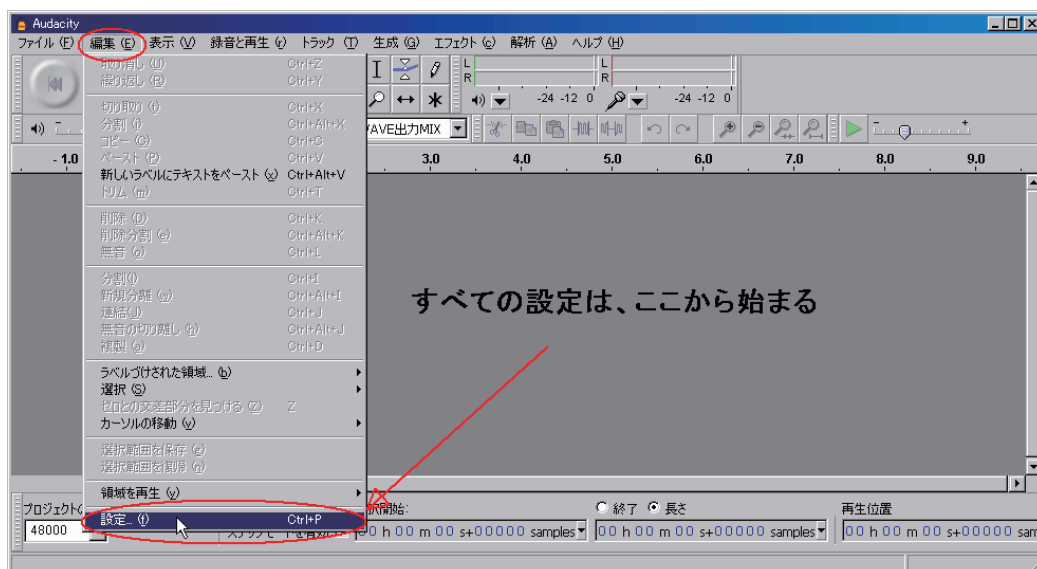 Audacity
ファイル (F) 編集 (E) 表示 (V) 録音と再生 (r) トラック (T) 生成 (G) エフェクト (c) 解析 (A) ヘルプ (H)
取り消し (U) Ctrl+Z
繰り返し (R) Ctrl+Y
切り取り (t) Ctrl+X
分割 (i) Ctrl+Alt+X
コピー (C) Ctrl+C
ペースト (P) Ctrl+V
新しいラベルにテキストをペースト (x) Ctrl+Alt+V
トリム (m) Ctrl+T
削除 (D) Ctrl+K
削除分割 (e) Ctrl+Alt+K
無音 (o) Ctrl+L
分割(I) Ctrl+I
新規分離 (w) Ctrl+Alt+I
連結(J) Ctrl+J
無音の切り離し (h) Ctrl+Alt+J
複製 (a) Ctrl+D
ラベルづけされた領域... (b)
選択 (S)
ゼロとの交差部分を見つける (Z) Z
カーソルの移動 (v)
選択範囲を保存 (e)
選択範囲を復帰 (n)
領域を再生 (y)
設定... (f) Ctrl+P
L
R
L
R
-24 -12 0
-24 -12 0
AVE出力MIX
- 1.0 3.0 4.0 5.0 6.0 7.0 8.0 9.0
すべての設定は、ここから始まる
プロジェクト
48000
択開始:
終了 長さ
再生位置
00 h 00 m 00 s+00000 samples
00 h 00 m 00 s+00000 samples
00 h 00 m 00 s+00000 sam